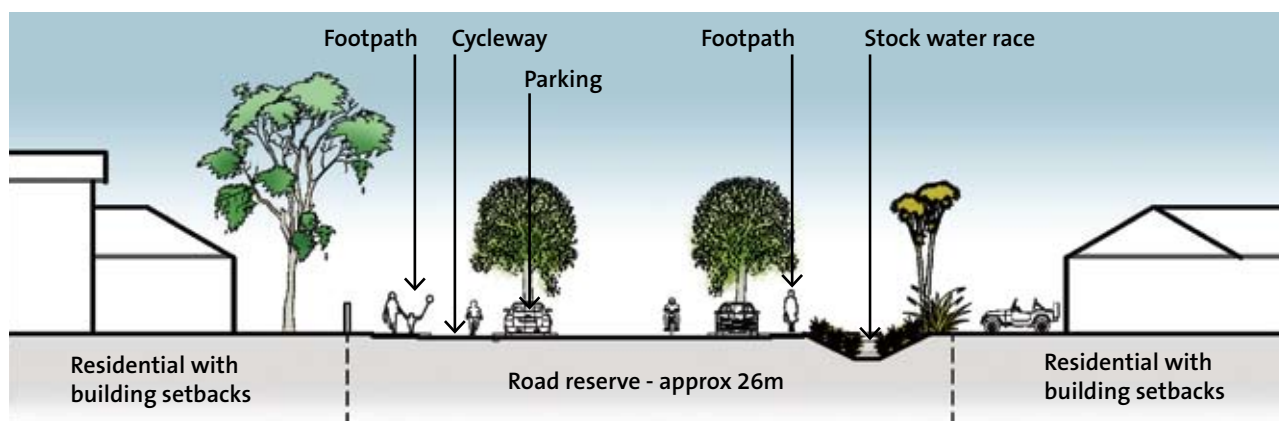 Footpath
Cycleway
Footpath
Stock water race
Parking
Residential with
building setbacks
Road reserve - approx 26m
Residential with
building setbacks